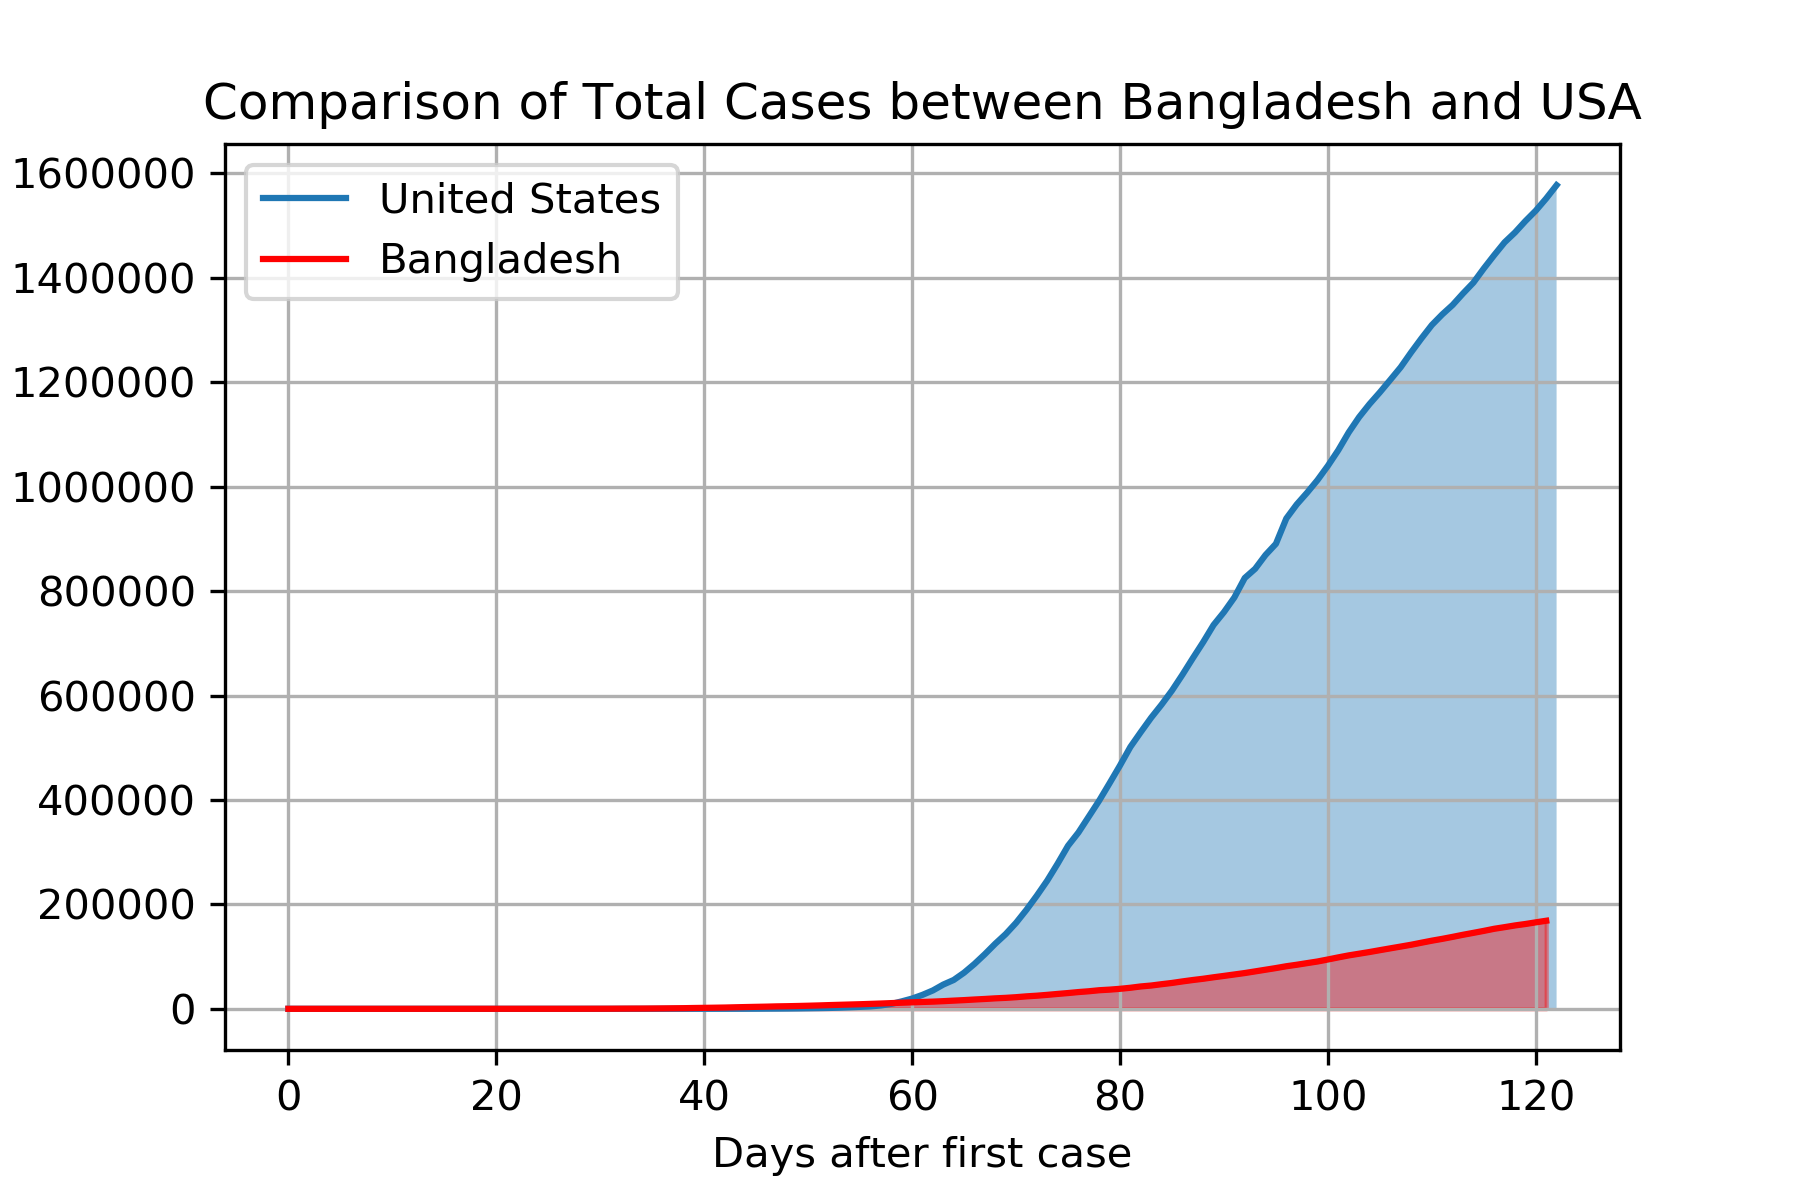 Comparison of Total Cases between Bangladesh and USA
1600000
1400000
1200000
1000000
800000
600000
400000
200000
0
United States
Bangladesh
0 20 40 60 80 100 120
Days after first case